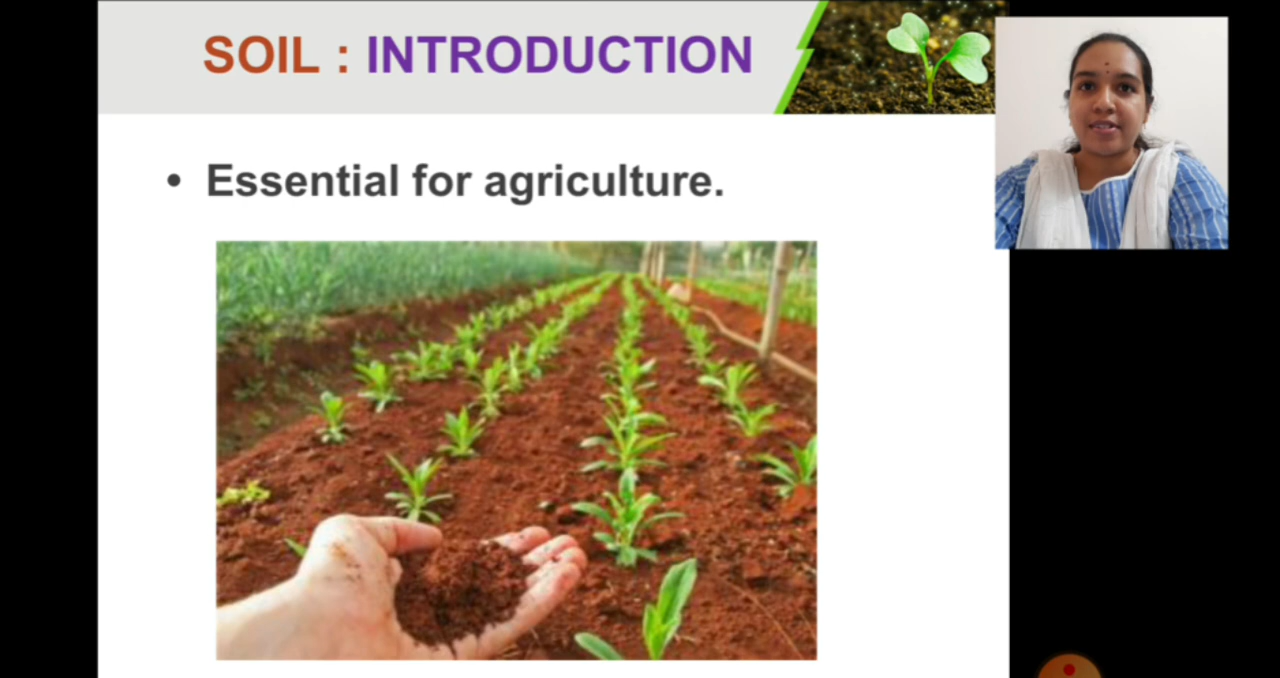 SOIL : INTRODUCTION
• Essential for agriculture.